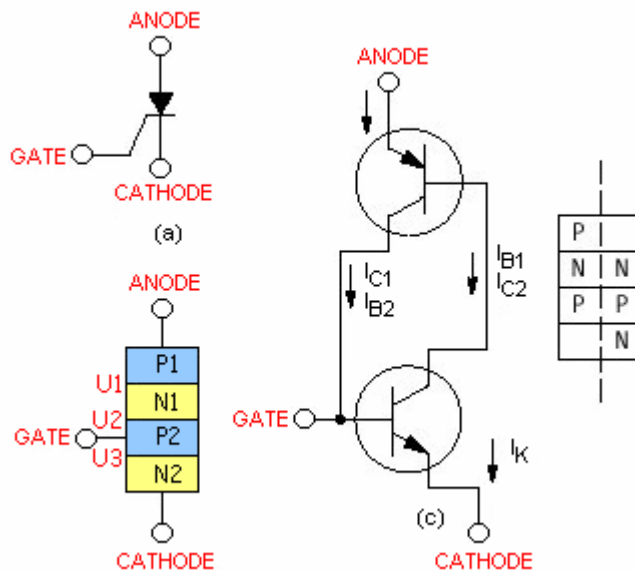 ANODE
GATE
CATHODE
(a)
ANODE
P1
U1
N1
U2
GATE
P2
U3
N2
CATHODE
ANODE
IC1
IB2
IB1
IC2
GATE
IK
(c)
CATHODE
P
N N
P P
N